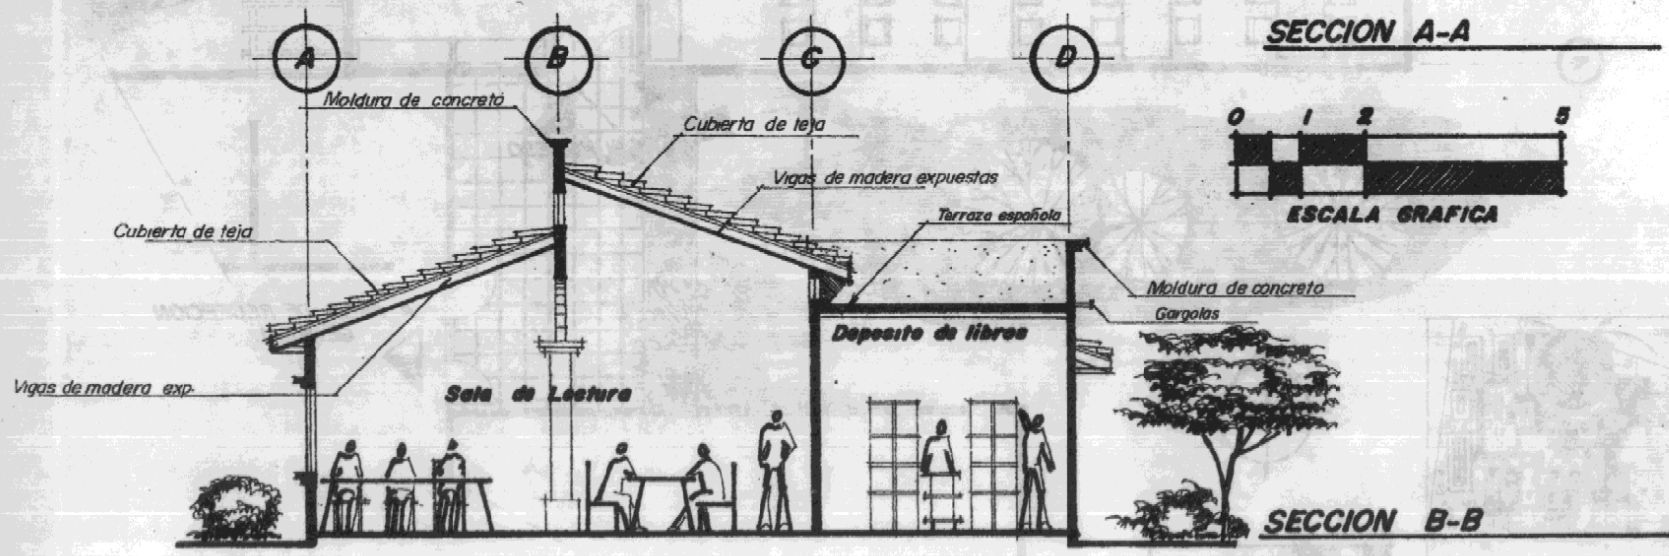 A B C D
SECCION A-A
Moldura de concreto
Cubierta de teja
Vigas de madera expuestas
Terraza española
Cubierta de teja
0 1 2 5
ESCALA GRAFICA
Moldura de concreto
Gargolas
Deposito de libros
Vigas de madera exp.
Sala de Lectura
SECCION B-B